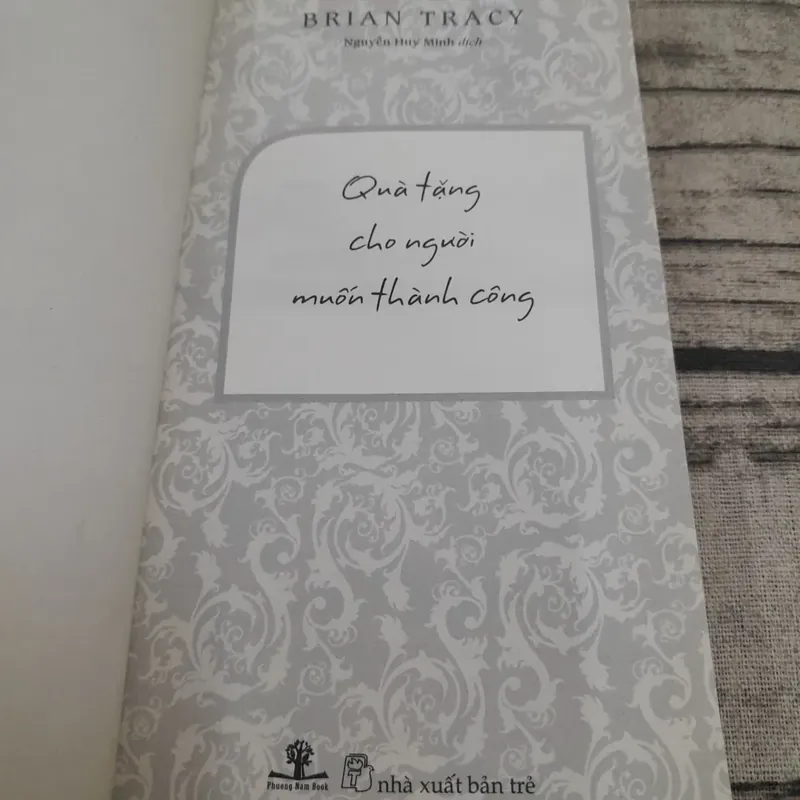 BRIAN TRACY
Nguyễn Huy Minh dịch
Quà tặng
cho người
muốn thành công
Phuong Nam Book
nhà xuất bản trẻ